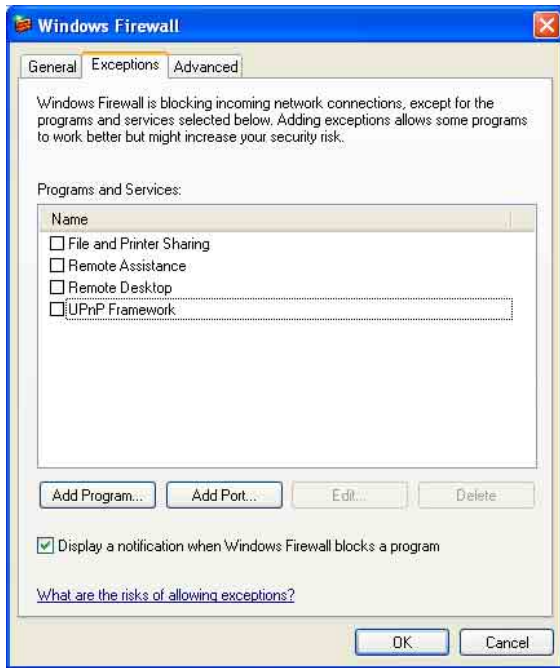 Windows Firewall
General Exceptions Advanced
Windows Firewall is blocking incoming network connections, except for the
programs and services selected below. Adding exceptions allows some programs
to work better but might increase your security risk.
Programs and Services:
Name
File and Printer Sharing
Remote Assistance
Remote Desktop
UPnP Framework
Add Program... Add Port... Edit... Delete
Display a notification when Windows Firewall blocks a program
What are the risks of allowing exceptions?
OK Cancel